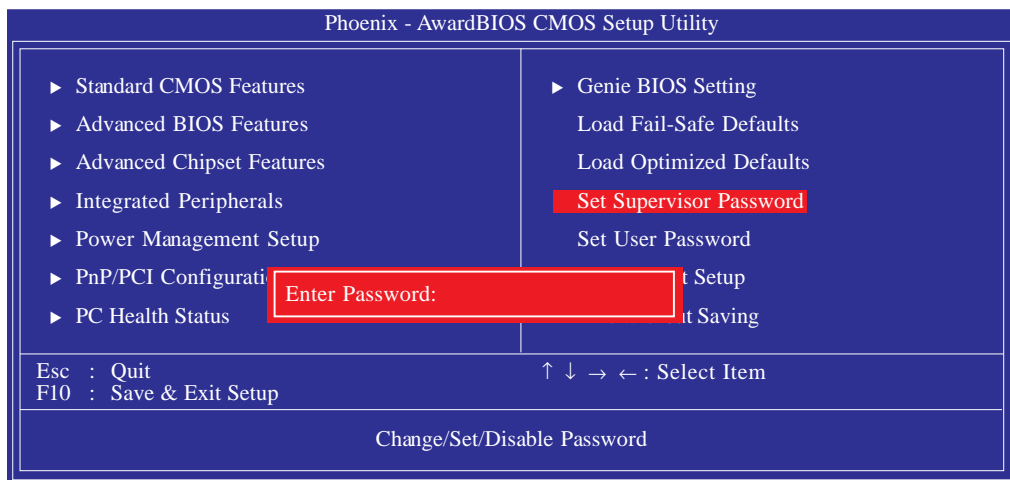 Phoenix - AwardBIOS CMOS Setup Utility
► Standard CMOS Features
► Advanced BIOS Features
► Advanced Chipset Features
► Integrated Peripherals
► Power Management Setup
► PnP/PCI
► PC Health Status
► Genie BIOS Setting
Load Fail-Safe Defaults
Load Optimized Defaults
Set Supervisor Password
Set User Password
Setup
Saving
Enter Password:
Esc : Quit
F10 : Save & Exit Setup
↑ ↓ → ← : Select Item
Change/Set/Disable Password